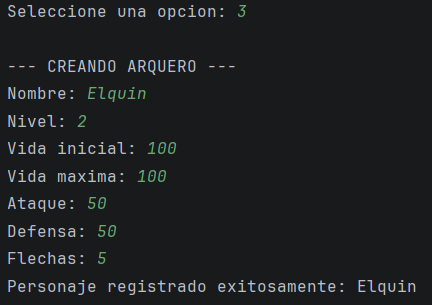 Seleccione una opcion: 3
--- CREANDO ARQUERO ---
Nombre: Elquin
Nivel: 2
Vida inicial: 100
Vida maxima: 100
Ataque: 50
Defensa: 50
Flechas: 5
Personaje registrado exitosamente: Elquin